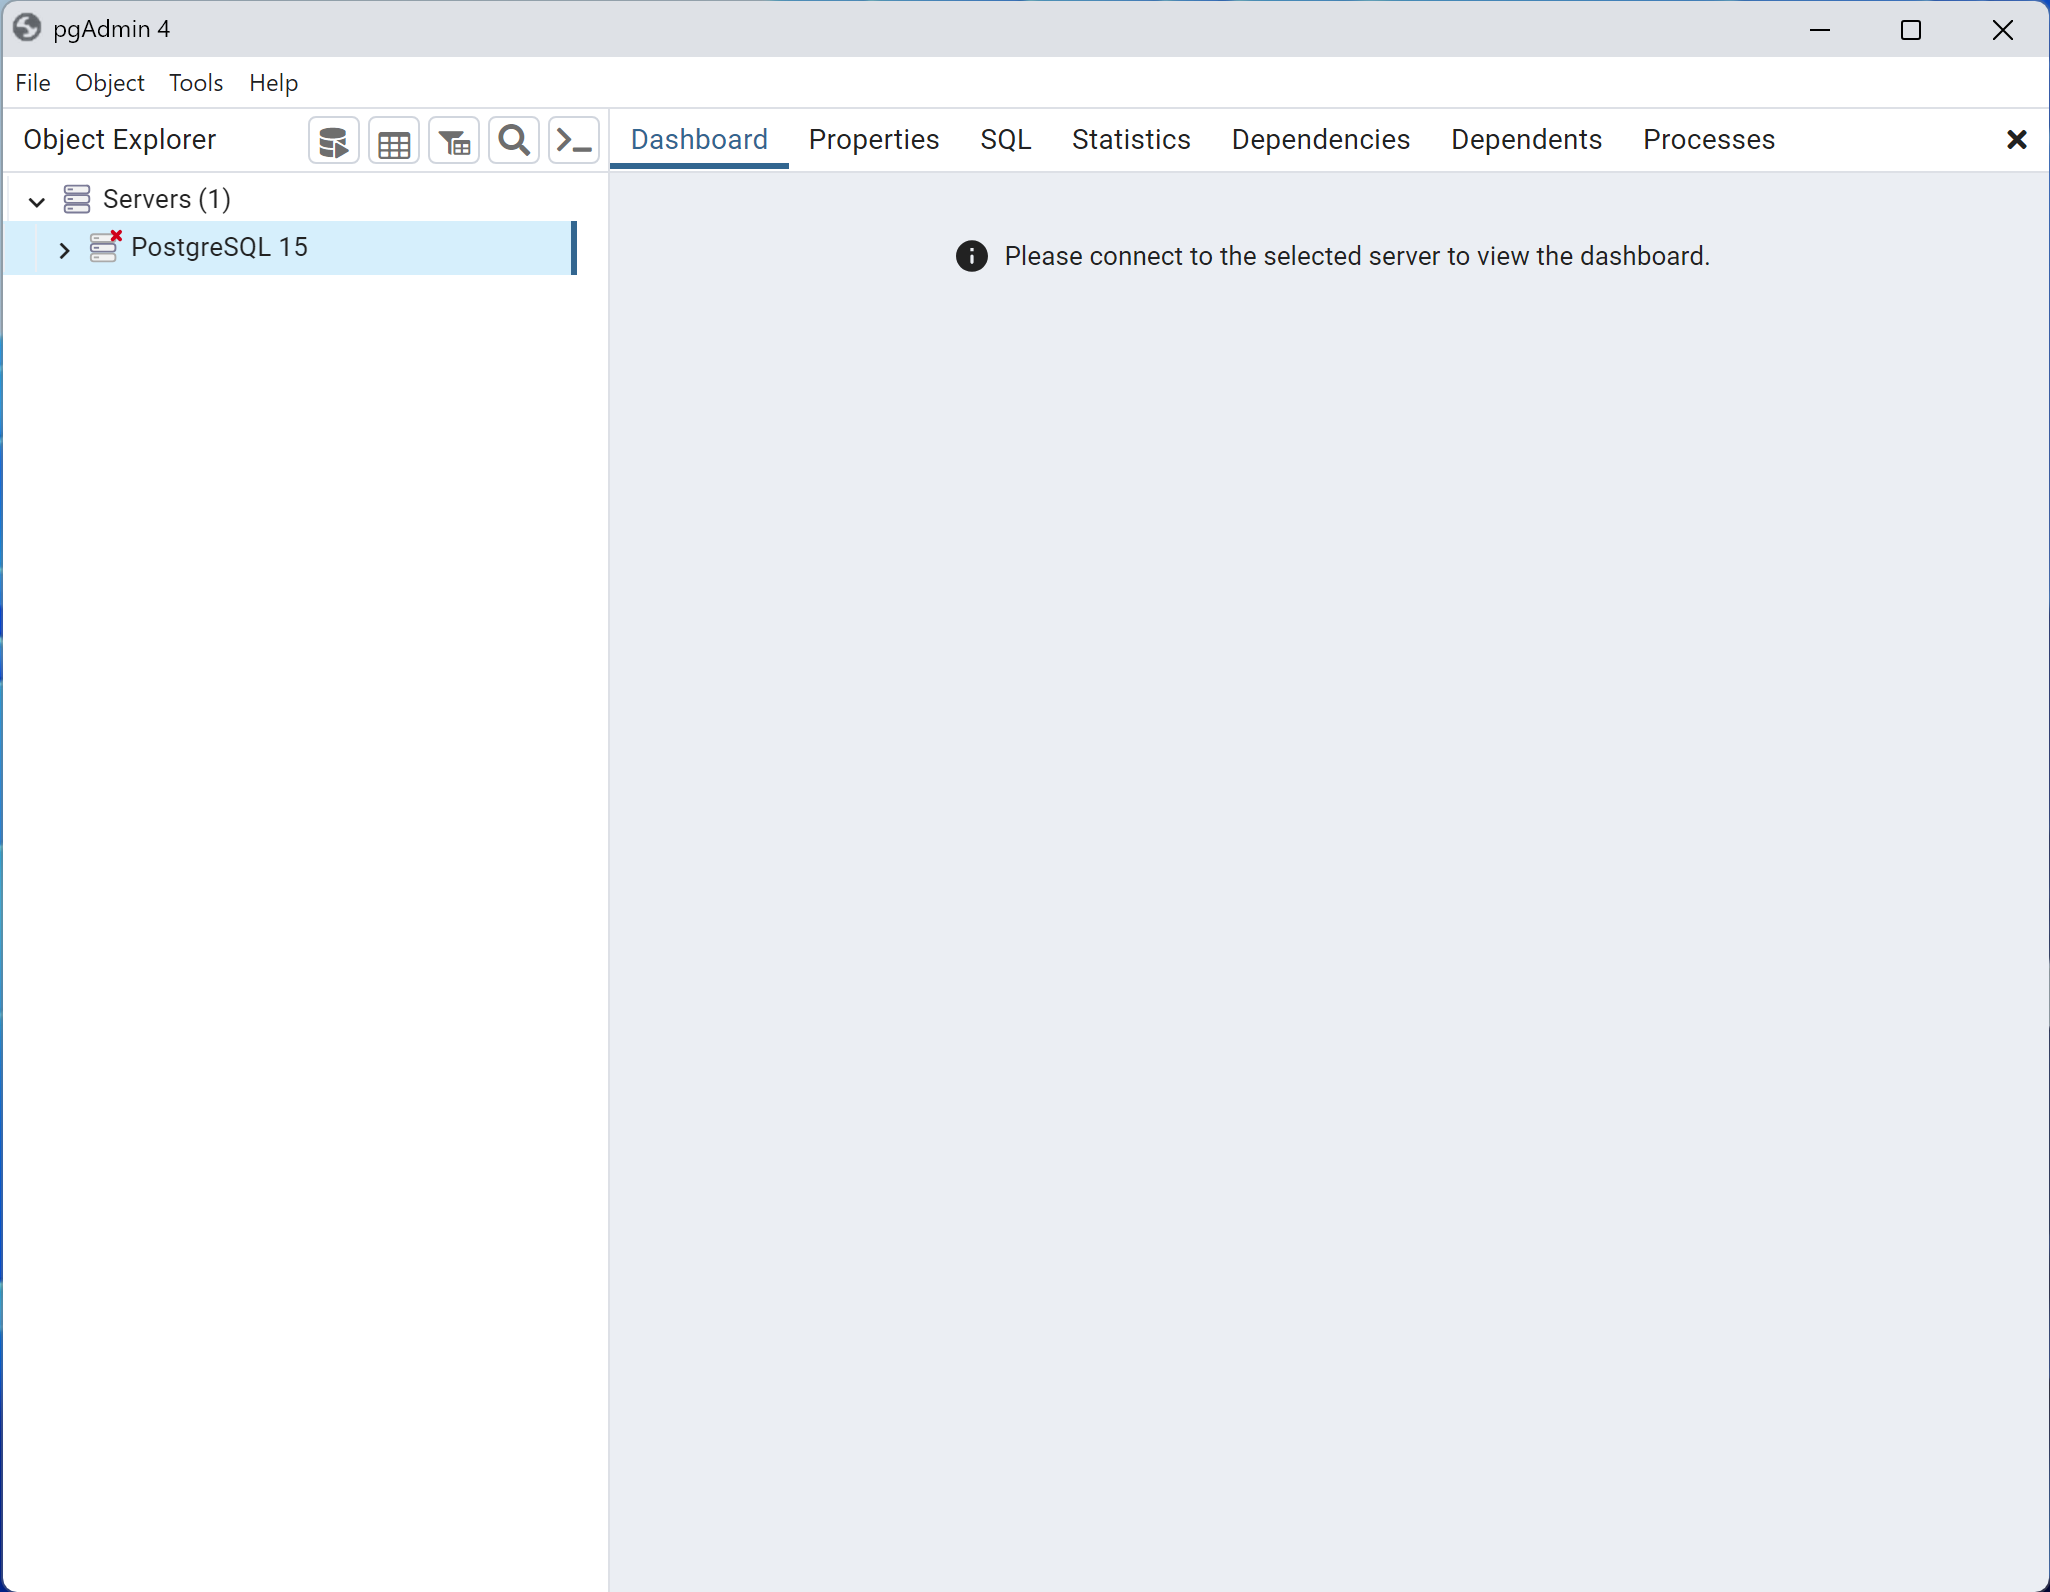 pgAdmin 4
File Object Tools Help
Object Explorer
Dashboard Properties SQL Statistics Dependencies Dependents Processes
Servers (1)
PostgreSQL 15
Please connect to the selected server to view the dashboard.